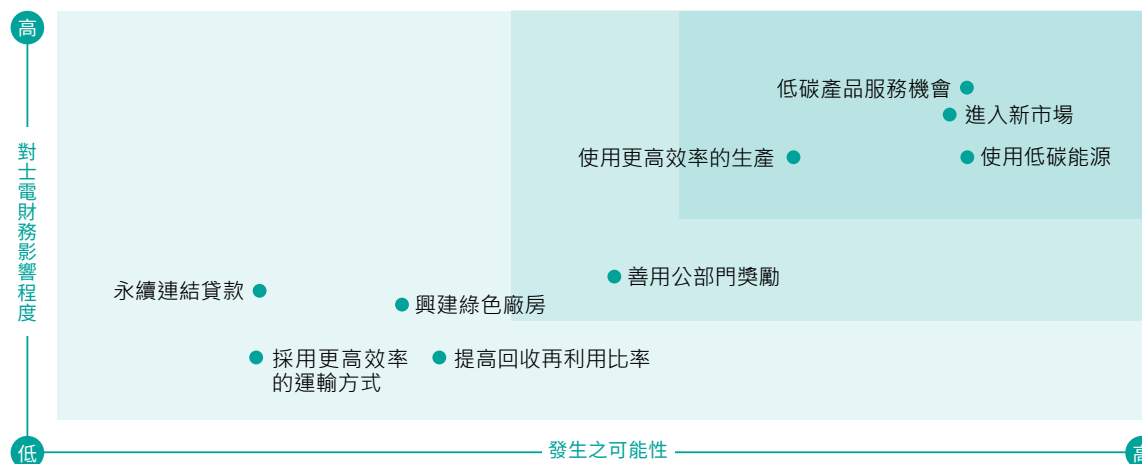 高
對士電財務影響程度
低碳產品服務機會
進入新市場
使用更高效率的生產
使用低碳能源
善用公部門獎勵
永續連結貸款
興建綠色廠房
採用更高效率
的運輸方式
提高回收再利用比率
低
發生之可能性
高